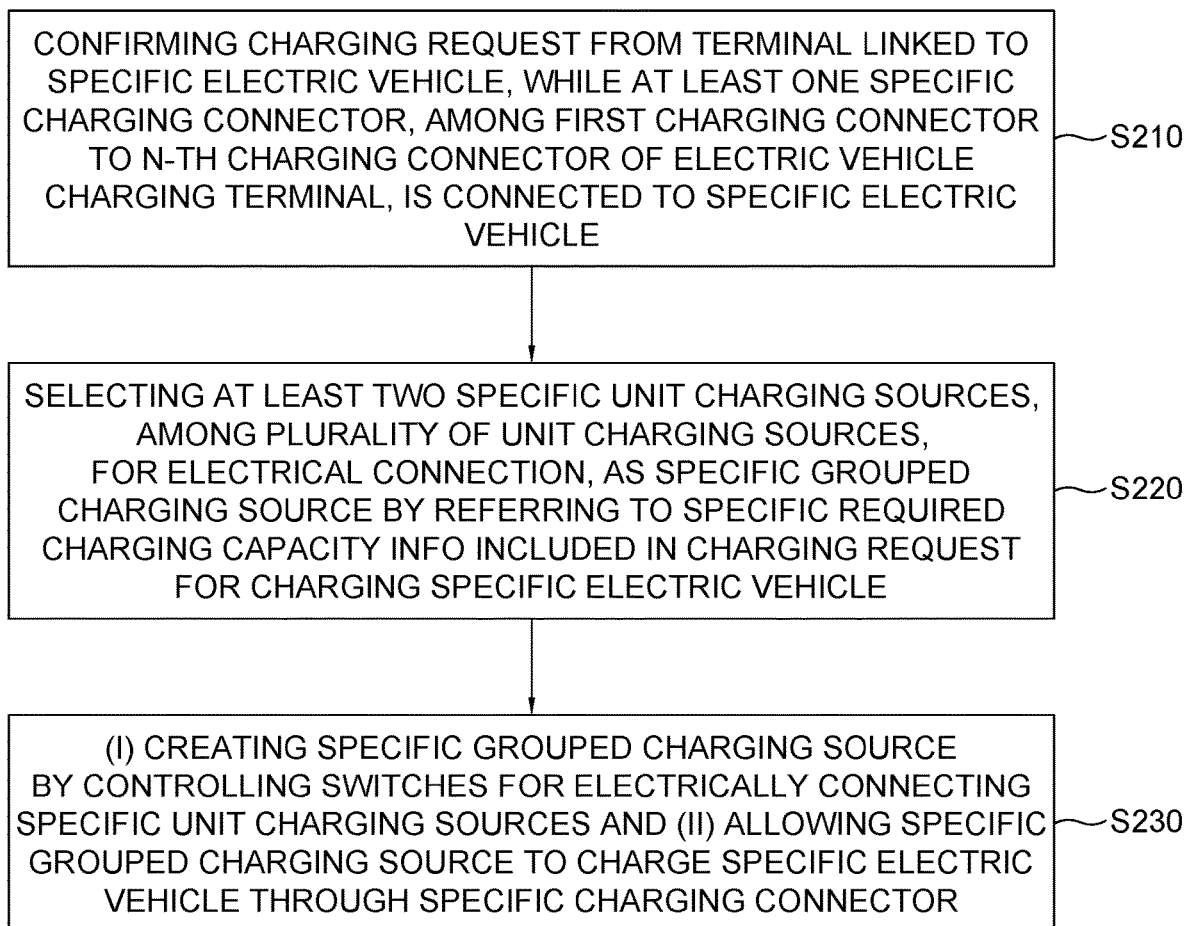 CONFIRMING CHARGING REQUEST FROM TERMINAL LINKED TO
SPECIFIC ELECTRIC VEHICLE, WHILE AT LEAST ONE SPECIFIC
CHARGING CONNECTOR, AMONG FIRST CHARGING CONNECTOR
TO N-TH CHARGING CONNECTOR OF ELECTRIC VEHICLE
CHARGING TERMINAL, IS CONNECTED TO SPECIFIC ELECTRIC
VEHICLE
S210
SELECTING AT LEAST TWO SPECIFIC UNIT CHARGING SOURCES,
AMONG PLURALITY OF UNIT CHARGING SOURCES,
FOR ELECTRICAL CONNECTION, AS SPECIFIC GROUPED
CHARGING SOURCE BY REFERRING TO SPECIFIC REQUIRED
CHARGING CAPACITY INFO INCLUDED IN CHARGING REQUEST
FOR CHARGING SPECIFIC ELECTRIC VEHICLE
S220
(I) CREATING SPECIFIC GROUPED CHARGING SOURCE
BY CONTROLLING SWITCHES FOR ELECTRICALLY CONNECTING
SPECIFIC UNIT CHARGING SOURCES AND (II) ALLOWING SPECIFIC
GROUPED CHARGING SOURCE TO CHARGE SPECIFIC ELECTRIC
VEHICLE THROUGH SPECIFIC CHARGING CONNECTOR
S230